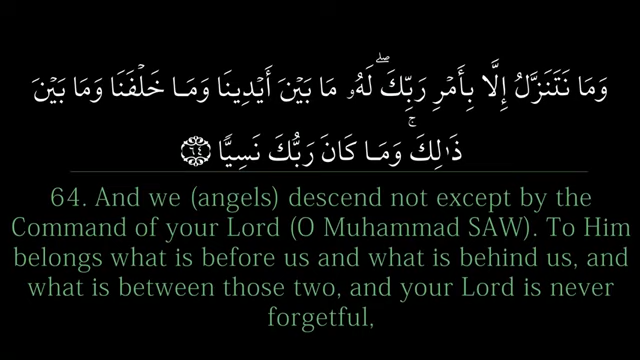 وَمَا نَتَنَزَّلُ إِلَّا بِأَمْرِ رَبِّكَ ۖ لَهُۥ مَا بَيْنَ أَيْدِينَا وَمَا خَلْفَنَا وَمَا بَيْنَ
ذَٰلِكَ ۚ وَمَا كَانَ رَبُّكَ نَسِيًّا ٦٤
64. And we (angels) descend not except by the
Command of your Lord (O Muhammad SAW). To Him
belongs what is before us and what is behind us, and
what is between those two, and your Lord is never
forgetful,